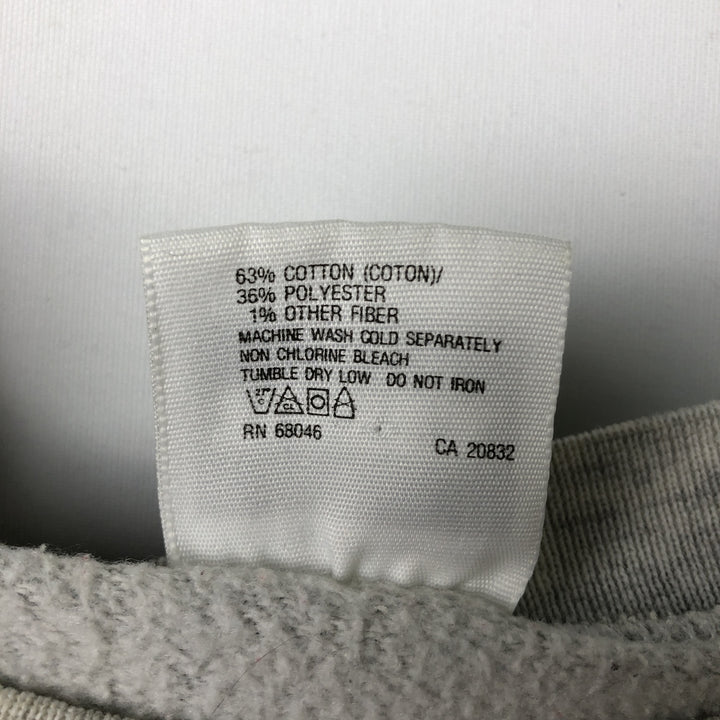 63% COTTON (COTON)/
36% POLYESTER
1% OTHER FIBER
MACHINE WASH COLD SEPARATELY
NON CHLORINE BLEACH
TUMBLE DRY LOW DO NOT IRON
CL
RN 68046
CA 20832